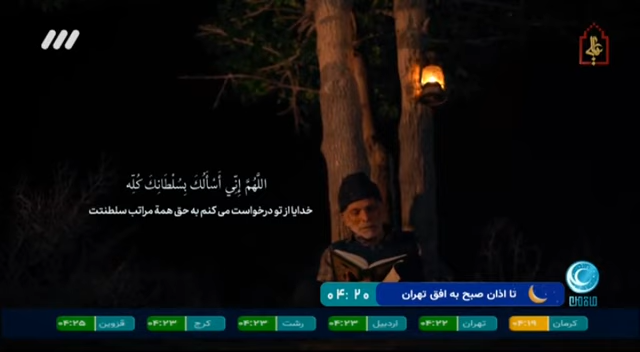 اللَّهُمَّ إِنِّي أَسْأَلُكَ بِسُلْطَانِكَ كُلِّه
خدایا از تو درخواست می کنم به حق همهٔ مراتب سلطنتت
تا اذان صبح به افق تهران ۰۴:۲۰
کرمان ۰۴:۱۹
تهران ۰۴:۲۲
اردبیل ۰۴:۲۳
رشت ۰۴:۲۳
کرج ۰۴:۲۳
قزوین ۰۴:۲۵